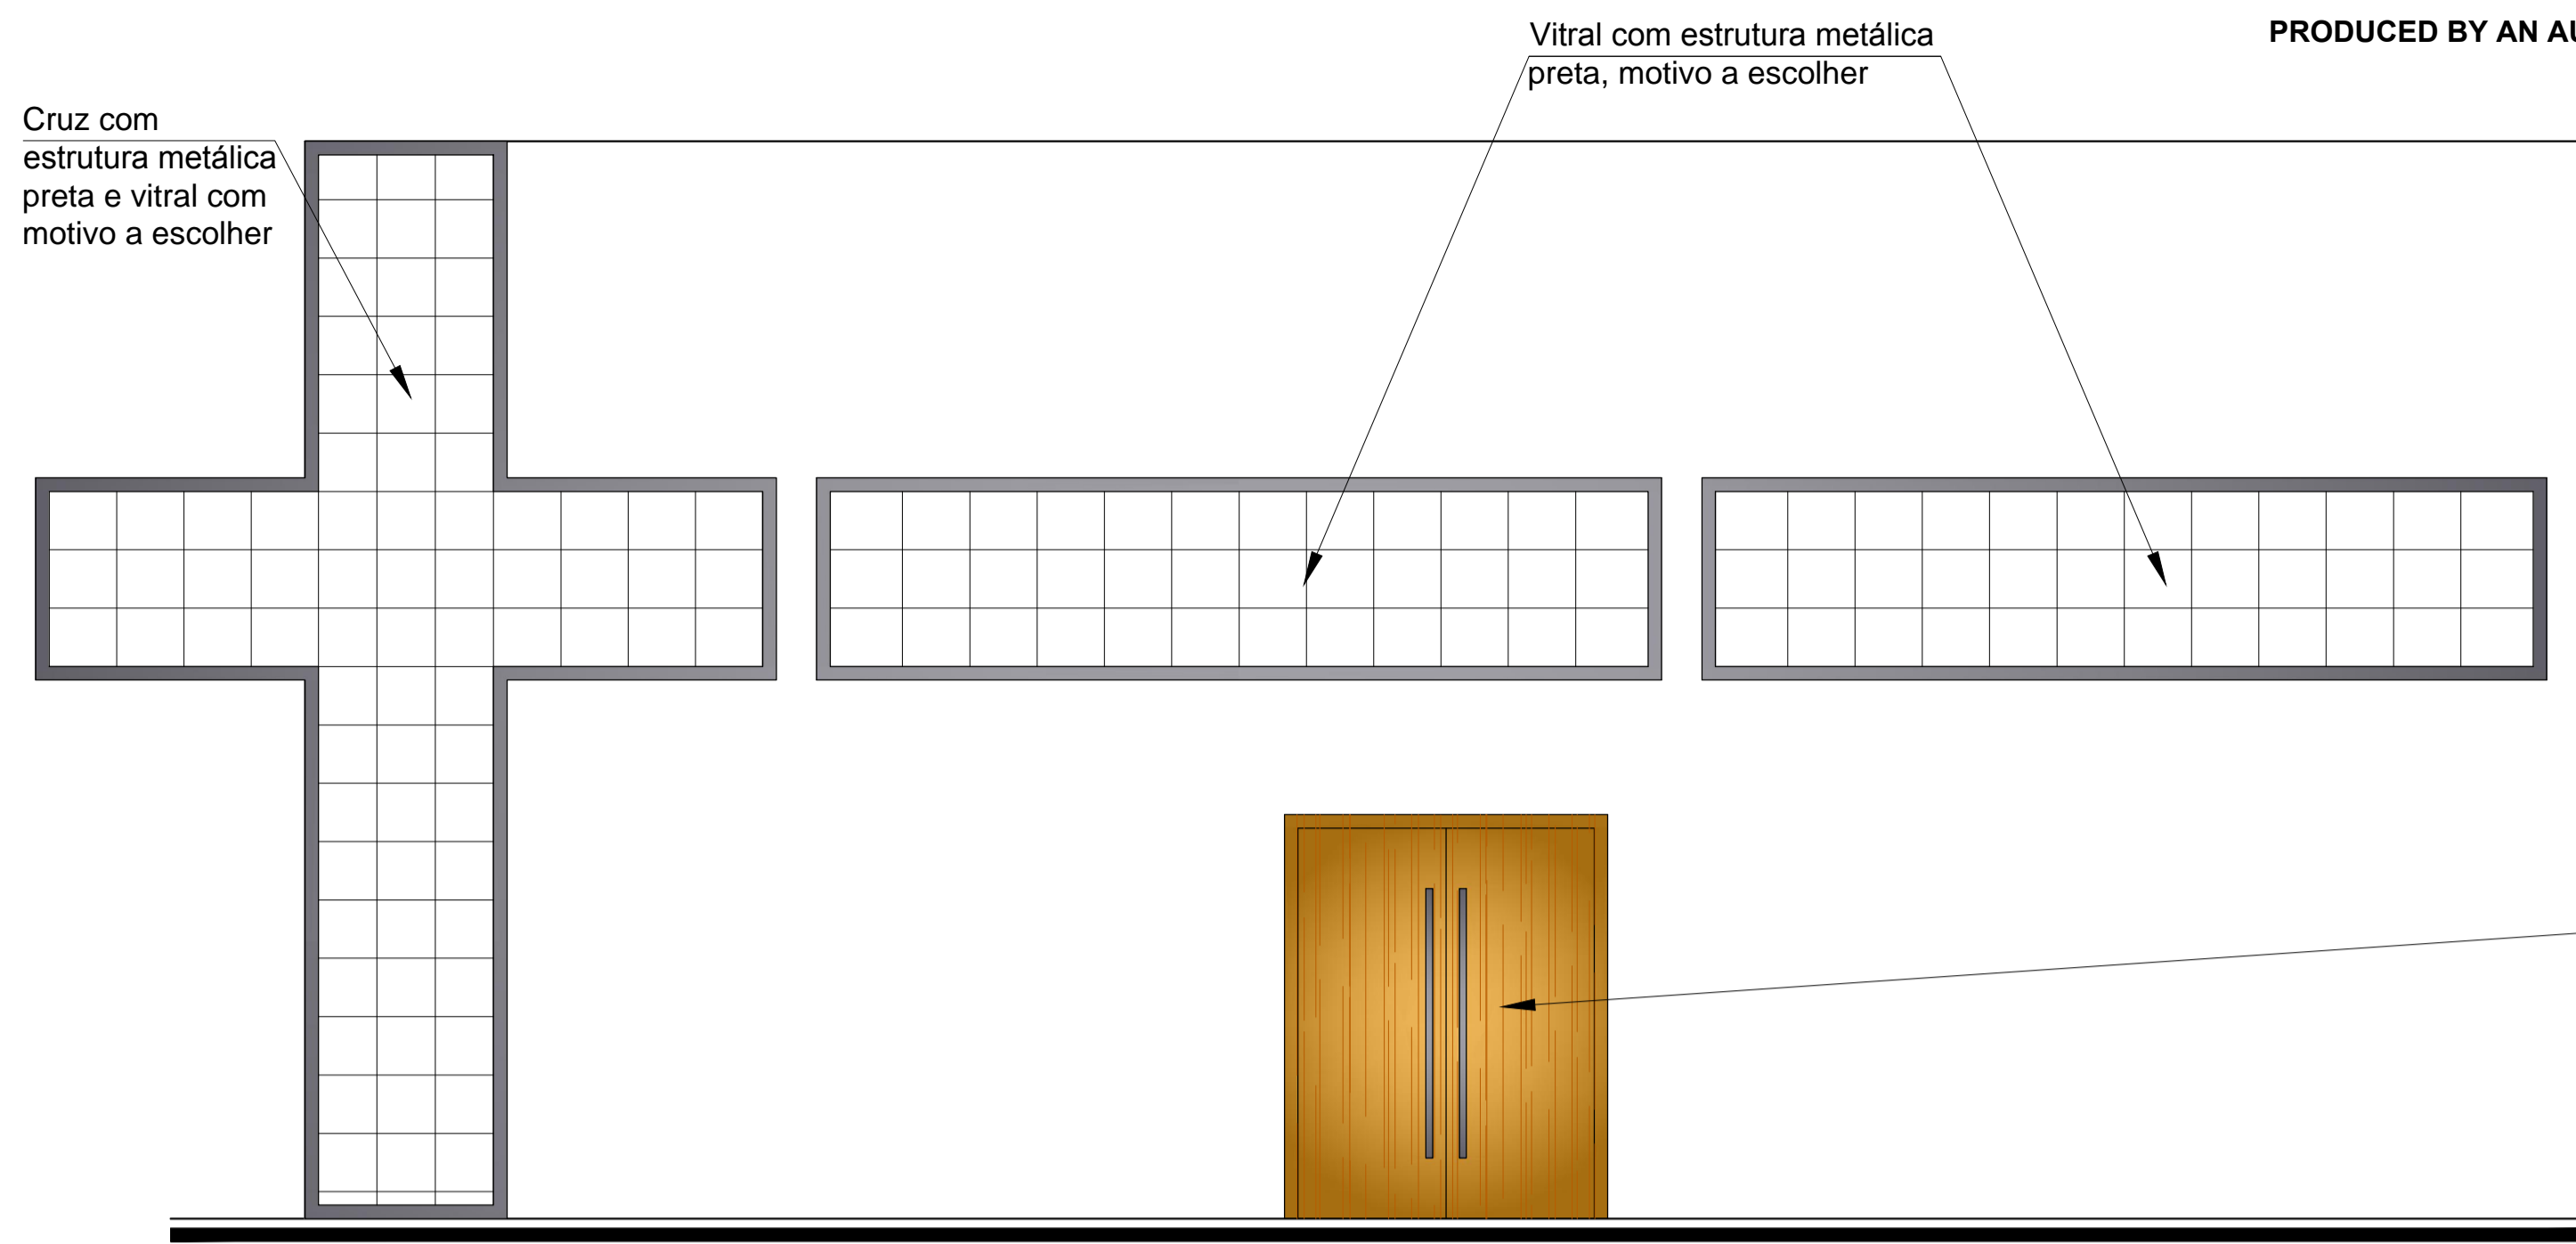 PRODUCED BY AN AU
Vitral com estrutura metálica
preta, motivo a escolher
Cruz com
estrutura metálica
preta e vitral com
motivo a escolher